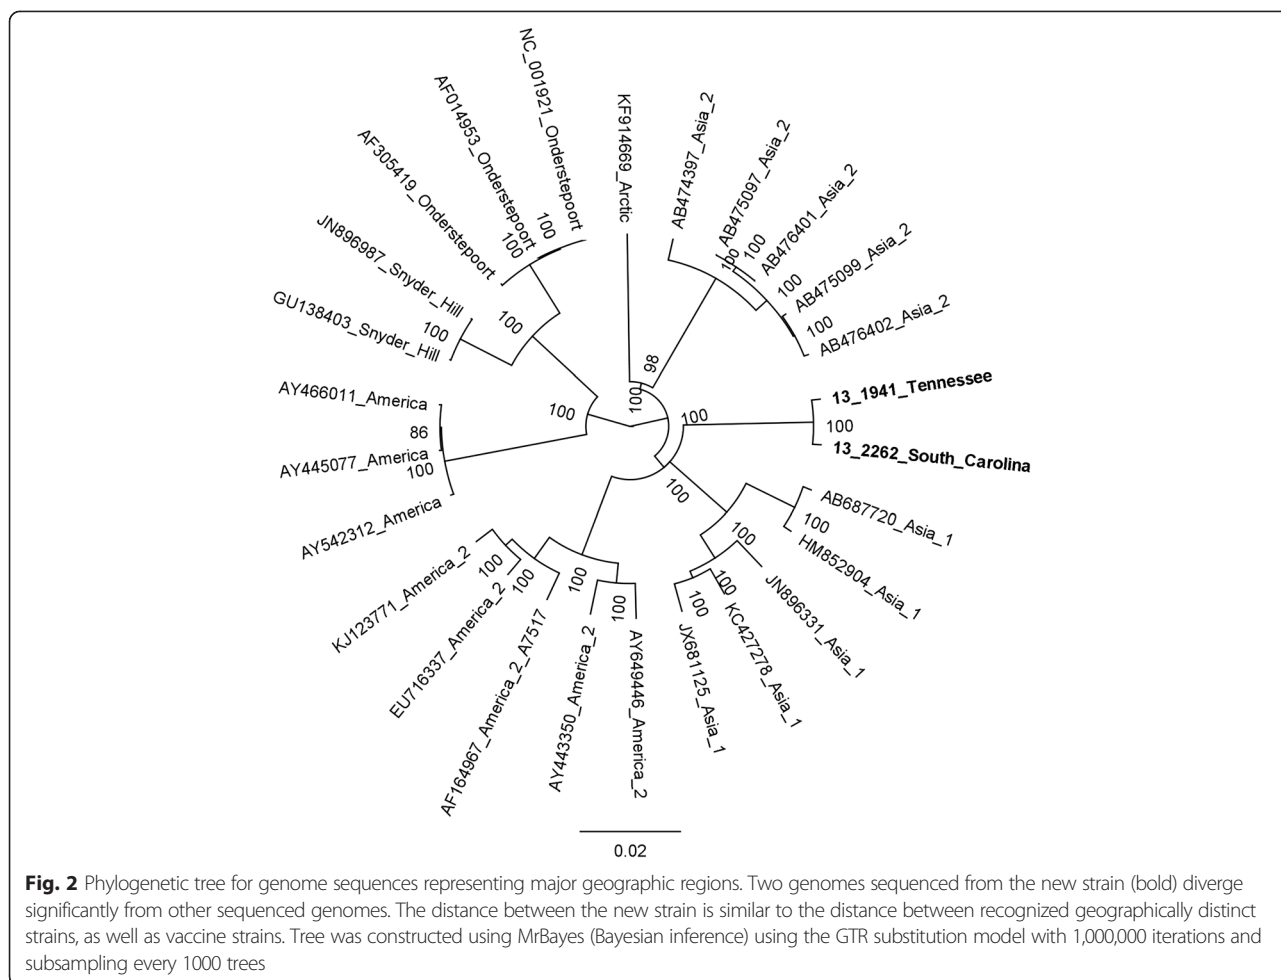 NC_001921_Onderstepoort
AF014953_Onderstepoort
AF305419_Onderstepoort
JN896987_Snyder_Hill
GU138403_Snyder_Hill
AY466011_America
AY445077_America
AY542312_America
KJ123771_America_2
EU716337_America_2
AF164967_America_2_A7517
AY443350_America_2
AY649446_America_2
JX681125_Asia_1
KC427278_Asia_1
JN896331_Asia_1
HM852904_Asia_1
AB687720_Asia_1
13_2262_South_Carolina
13_1941_Tennessee
AB476402_Asia_2
AB475099_Asia_2
AB476401_Asia_2
AB475097_Asia_2
AB474397_Asia_2
KF914669_Arctic
100
100
100
100
100
86
100
100
100
100
100
100
100
100
100
100
100
100
100
98
100
100
100
100
0.02
Fig. 2 Phylogenetic tree for genome sequences representing major geographic regions. Two genomes sequenced from the new strain (bold) diverge
significantly from other sequenced genomes. The distance between the new strain is similar to the distance between recognized geographically distinct
strains, as well as vaccine strains. Tree was constructed using MrBayes (Bayesian inference) using the GTR substitution model with 1,000,000 iterations and
subsampling every 1000 trees